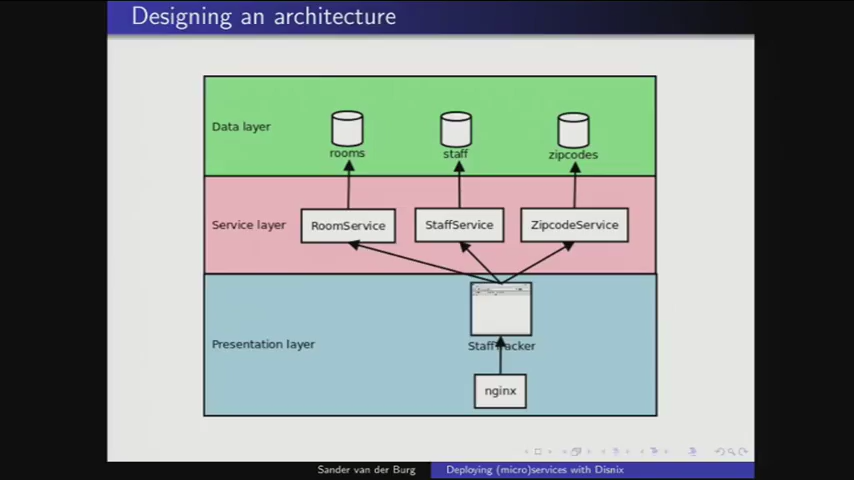 Designing an architecture
Data layer
rooms
staff
zipcodes
Service layer
RoomService
StaffService
ZipcodeService
Presentation layer
StaffTracker
nginx
Sander van der Burg
Deploying (micro)services with Disnix